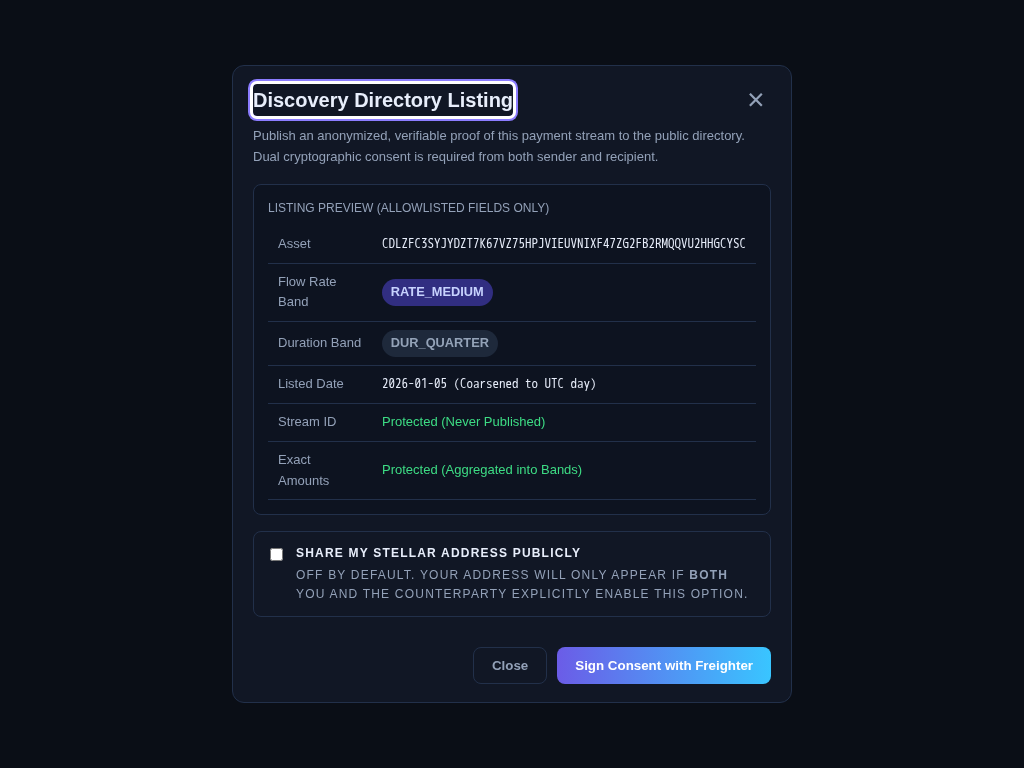 Discovery Directory Listing
Publish an anonymized, verifiable proof of this payment stream to the public directory.
Dual cryptographic consent is required from both sender and recipient.
LISTING PREVIEW (ALLOWLISTED FIELDS ONLY)
Asset CDLZFC3SYJYDZT7K67VZ75HPJVIEUVNIXF47ZG2FB2RMQQVU2HHGCYSC
Flow Rate Band RATE_MEDIUM
Duration Band DUR_QUARTER
Listed Date 2026-01-05 (Coarsened to UTC day)
Stream ID Protected (Never Published)
Exact Amounts Protected (Aggregated into Bands)
SHARE MY STELLAR ADDRESS PUBLICLY
OFF BY DEFAULT. YOUR ADDRESS WILL ONLY APPEAR IF BOTH
YOU AND THE COUNTERPARTY EXPLICITLY ENABLE THIS OPTION.
Close Sign Consent with Freighter